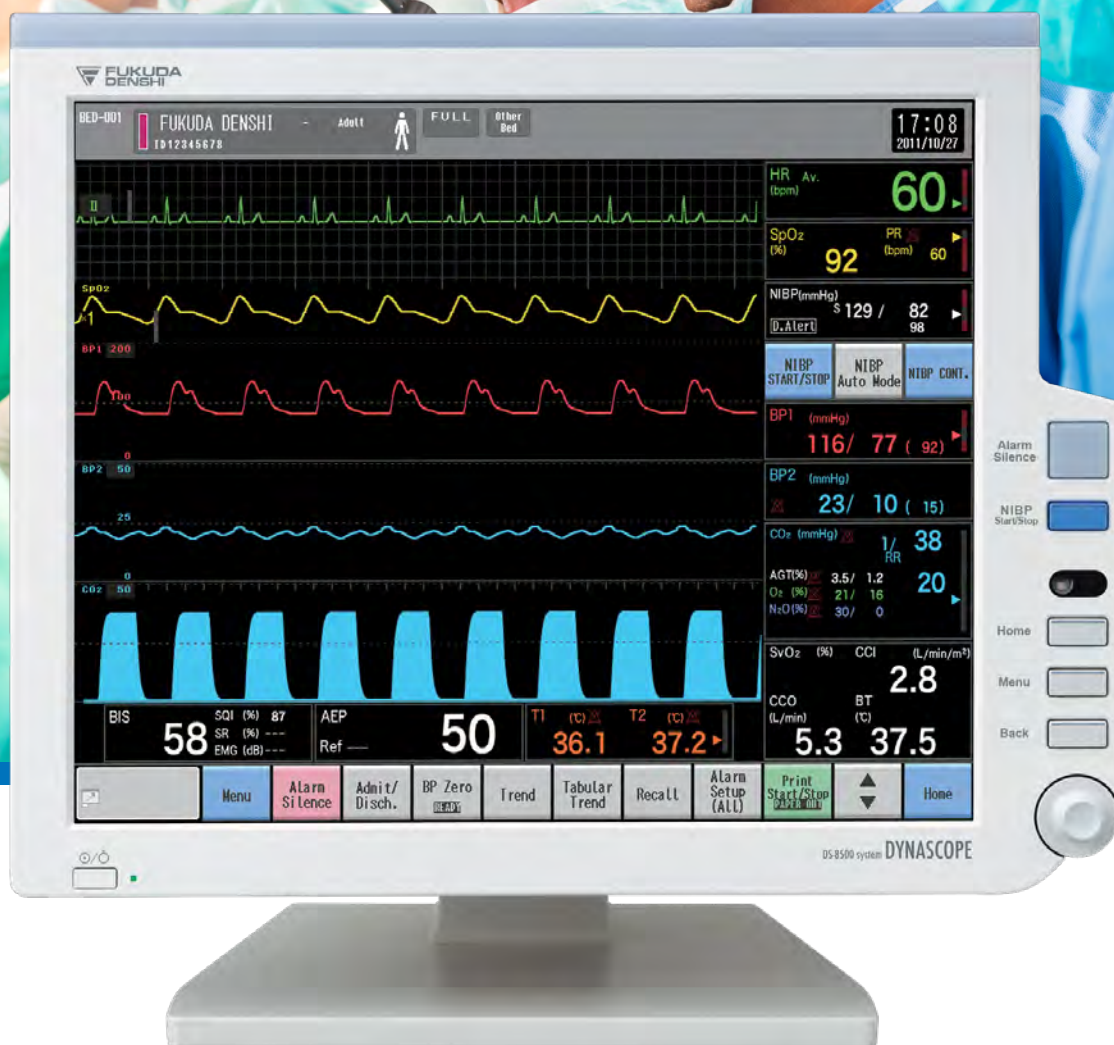 FUKUDA
DENSHI
BED-001
FUKUDA DENSHI - Adult
ID12345678
FULL
Other
Bed
17:08
2011/10/27
II
HR Av.
(bpm)
60
SpO2
(%)
92
PR
(bpm) 60
SpO2
×1
NIBP(mmHg)
S 129 / 82
D.Alert
98
BP1 200
100
0
NIBP
START/STOP
NIBP
Auto Mode
NIBP CONT.
BP1 (mmHg)
116/ 77 ( 92)
BP2 50
25
0
BP2 (mmHg)
23/ 10 ( 15)
CO2 50
CO2 (mmHg)
1/ 38
RR
20
AGT(%) 3.5/ 1.2
O2 (%) 21/ 16
N2O(%) 30/ 0
SvO2 (%) CCI (L/min/m²)
2.8
CCO
(L/min)
5.3
BT
(℃)
37.5
BIS
58
SQI (%) 87
SR (%) ---
EMG (dB) ---
AEP
50
Ref ---
T1 (℃)
36.1
T2 (℃)
37.2
Menu
Alarm
Silence
Admit/
Disch.
BP Zero
READY
Trend
Tabular
Trend
Recall
Alarm
Setup
(ALL)
Print
Start/Stop
PAPER OUT
Home
Alarm
Silence
NIBP
Start/Stop
Home
Menu
Back
DS-8500 system DYNASCOPE